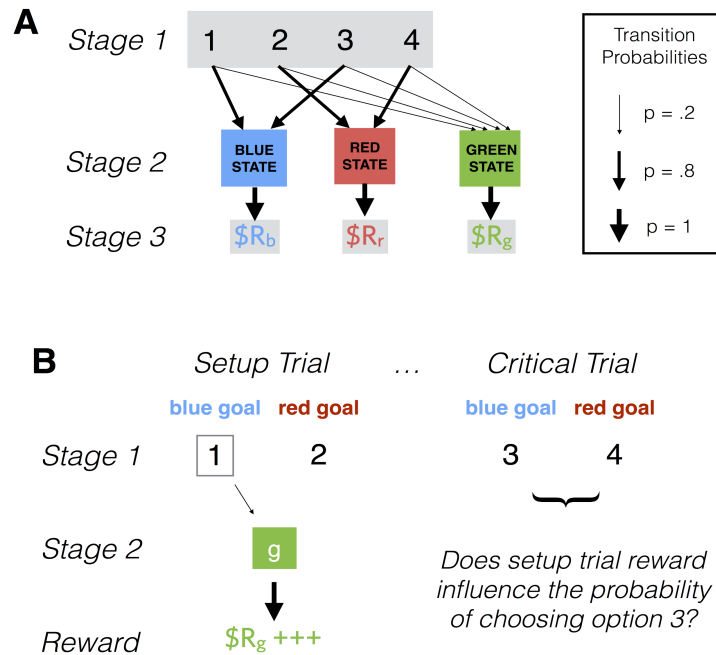 A
Stage 1 1 2 3 4
Transition
Probabilities
p = .2
p = .8
p = 1
Stage 2
BLUE
STATE
RED
STATE
GREEN
STATE
Stage 3 $Rb $Rr $Rg
B
Setup Trial ... Critical Trial
blue goal red goal blue goal red goal
Stage 1 1 2 3 4
Stage 2 g
Does setup trial reward
influence the probability
of choosing option 3?
Reward $Rg +++